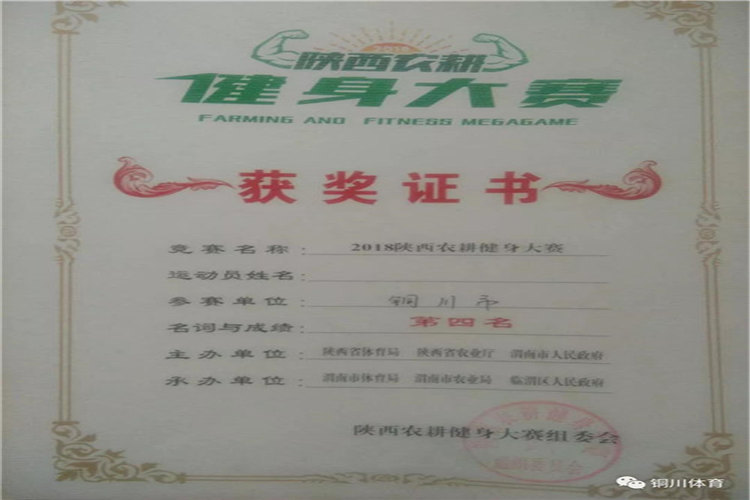 陕西农耕
健身大赛
FARMING AND FITNESS MEGAGAME
获奖证书
竞赛名称：2018陕西农耕健身大赛
运动员姓名：
参赛单位：铜川市
名词与成绩：第四名
主办单位：陕西省体育局 陕西省农业厅 渭南市人民政府
承办单位：渭南市体育局 渭南市农业局 临渭区人民政府
陕西农耕健身大赛组委会
铜川体育